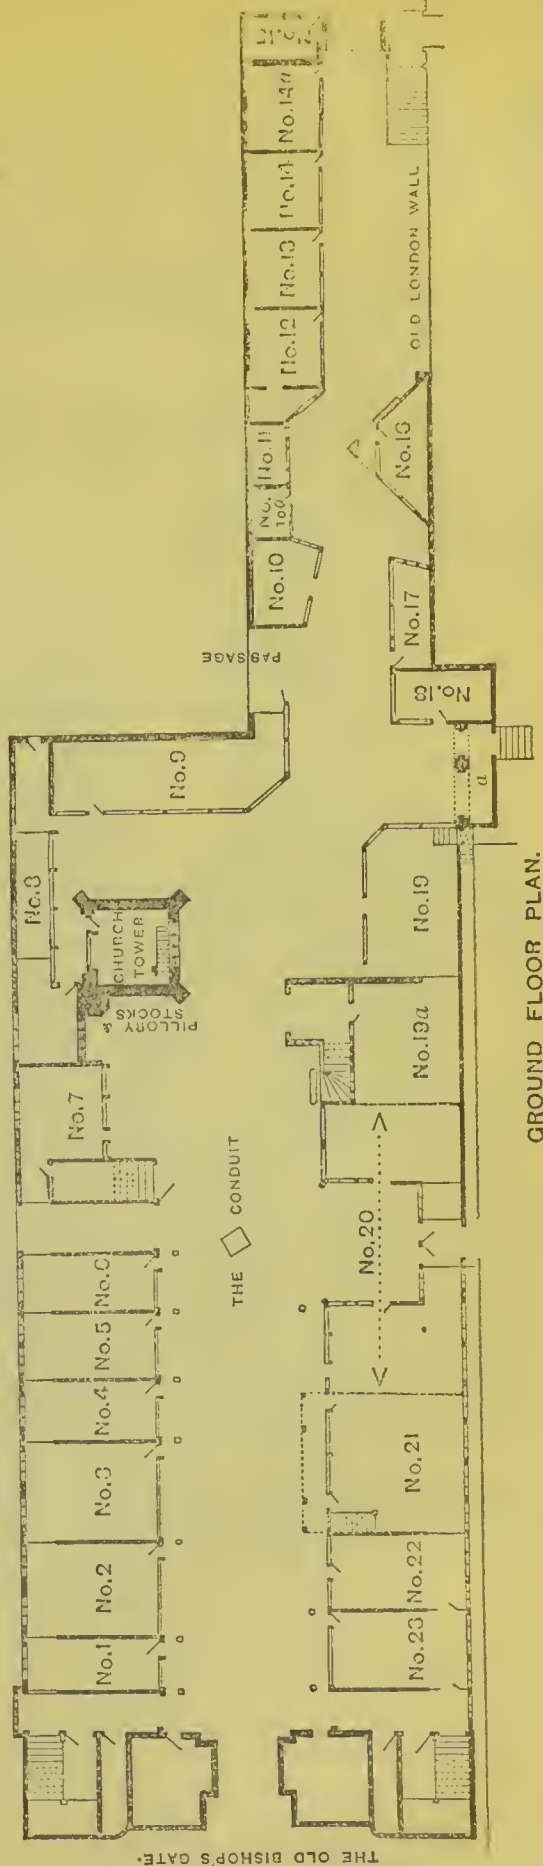 THE OLD BISHOP'S GATE.
No.1
No.2
No.3
No.4
No.5
No.6
No.7
No.8
No.9
PILLORY &
STOCKS
CHURCH
TOWER
THE
CONDUIT
PASSAGE
No.10
No.
10a
No.11
No.12
No.13
No.14
No.14a
No.23
No.22
No.21
No.20
No.19a
No.19
a
No.18
No.17
No.16
OLD LONDON WALL
GROUND FLOOR PLAN.